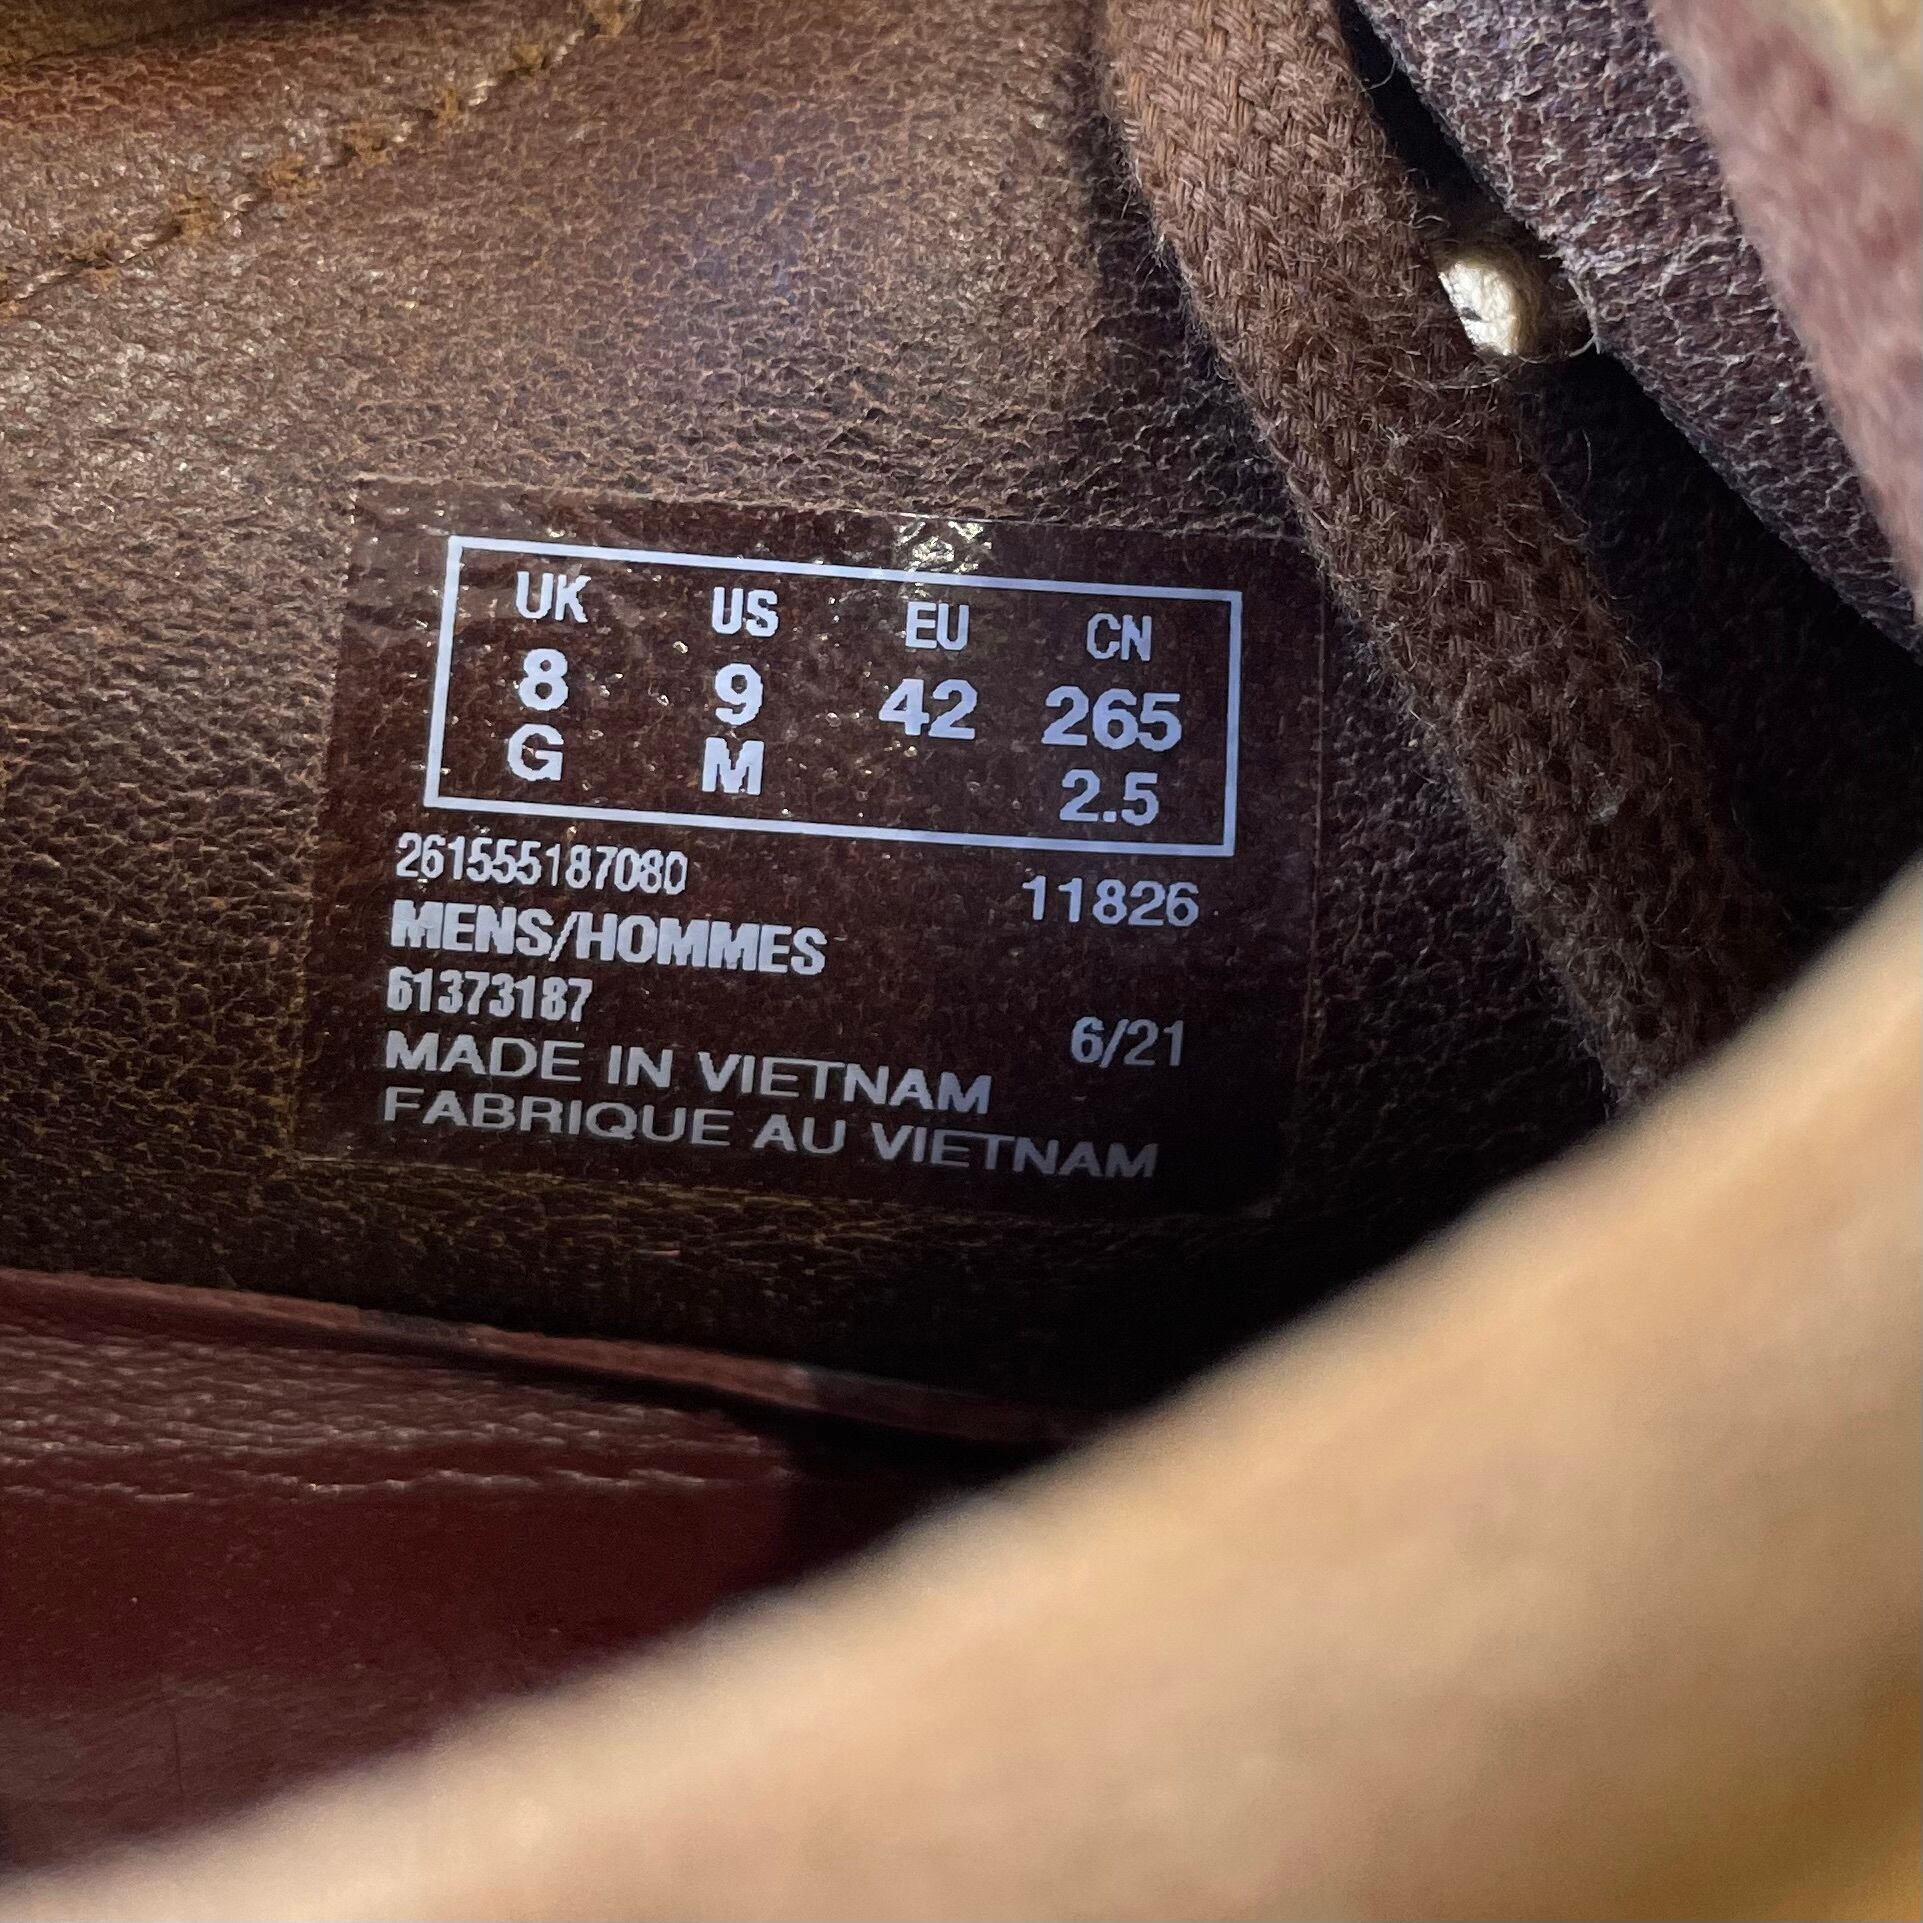 UK US EU CN
8 9 42 265
G M 2.5
261555187080 11826
MENS/HOMMES
61373187 6/21
MADE IN VIETNAM
FABRIQUE AU VIETNAM